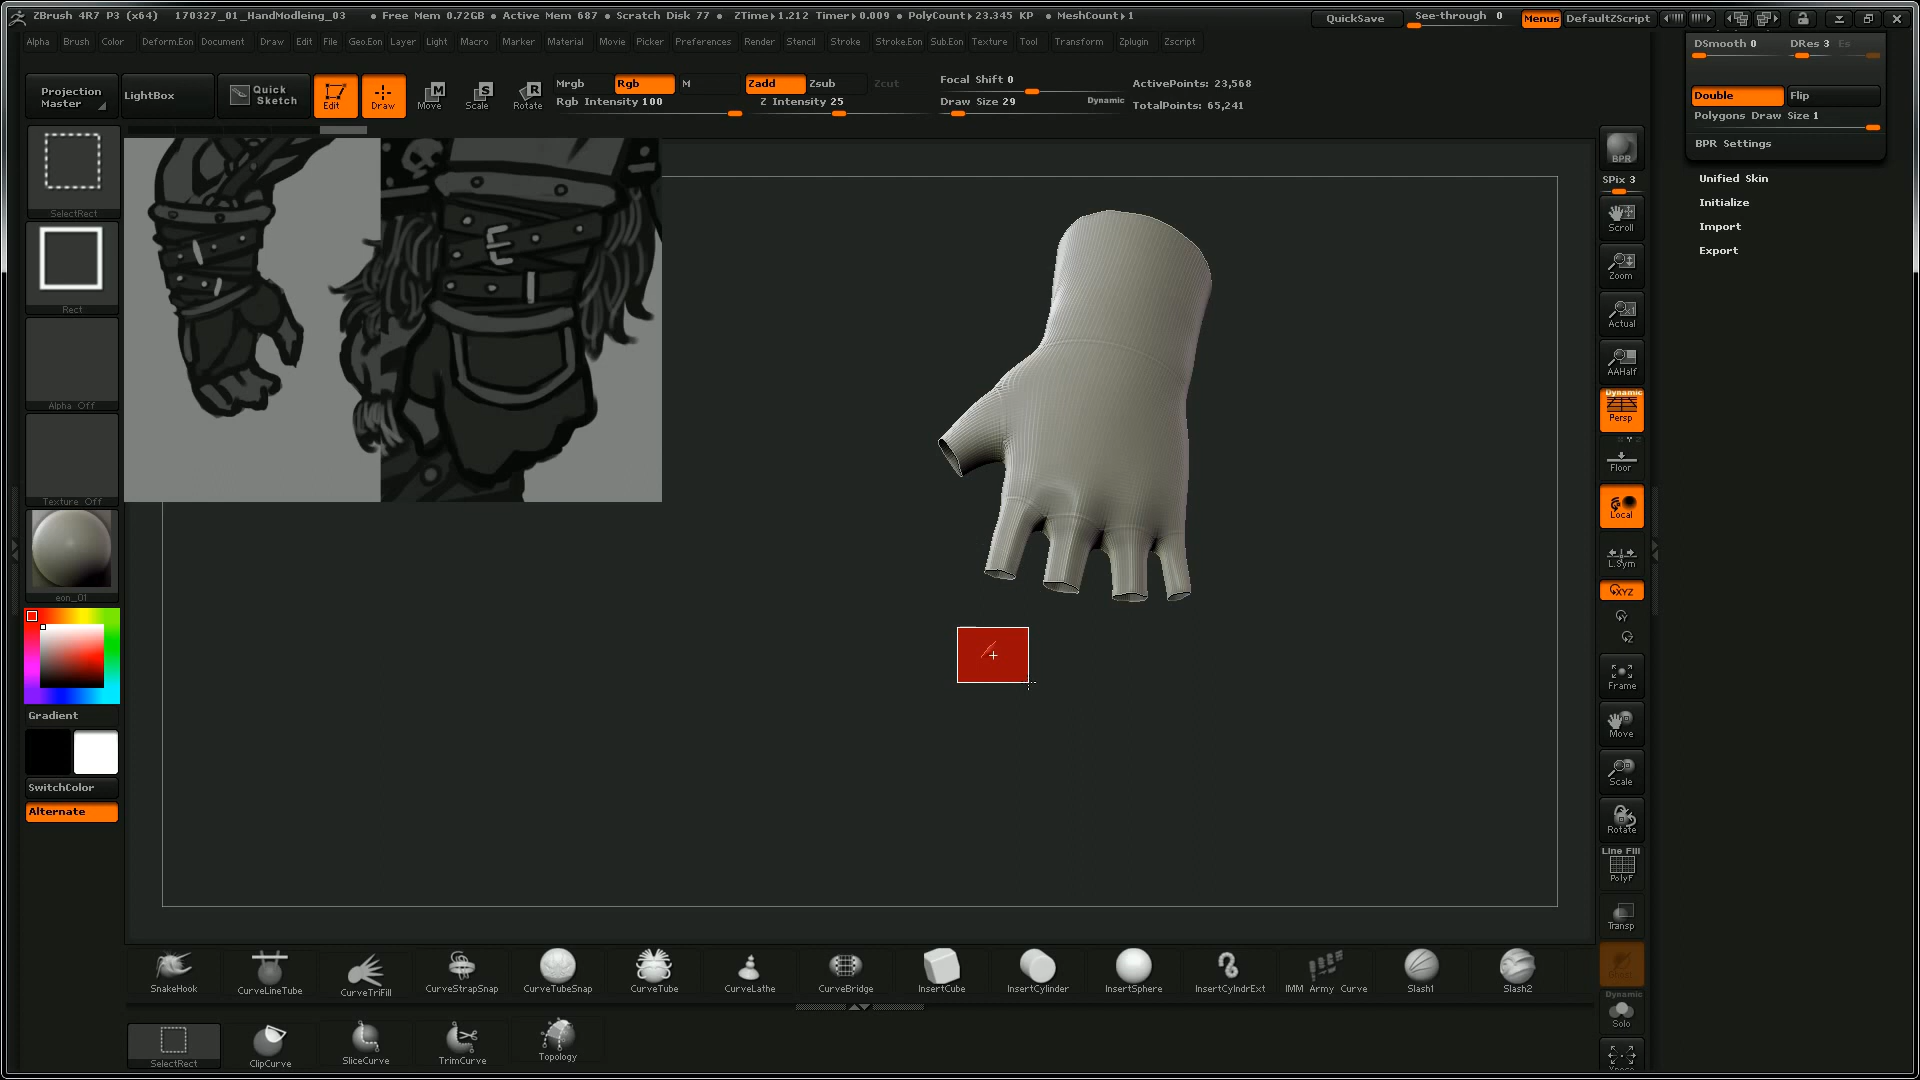 ZBrush 4R7 P3 (x64) 170327_01_HandModleing_03 • Free Mem 0.72GB • Active Mem 687 • Scratch Disk 77 • ZTime▸1.212 Timer▸0.009 • PolyCount▸23.345 KP • MeshCount▸1
QuickSave See-through 0 Menus DefaultZScript
Alpha Brush Color Deform.Eon Document Draw Edit File Geo.Eon Layer Light Macro Marker Material Movie Picker Preferences Render Stencil Stroke Stroke.Eon Sub.Eon Texture Tool Transform Zplugin Zscript
Projection Master
LightBox
Quick Sketch
Edit
Draw
Move
Scale
Rotate
Mrgb Rgb M
Rgb Intensity 100
Zadd Zsub Zcut
Z Intensity 25
Focal Shift 0
Draw Size 29 Dynamic
ActivePoints: 23,568
TotalPoints: 65,241
DSmooth 0 DRes 3 Es
Double Flip
Polygons Draw Size 1
BPR Settings
Unified Skin
Initialize
Import
Export
SelectRect
Rect
Alpha Off
Texture Off
eon_01
Gradient
SwitchColor
Alternate
BPR
SPix 3
Scroll
Zoom
Actual
AAHalf
Dynamic
Persp
Floor
Local
L.Sym
XYZ
Y
Z
Frame
Move
Scale
Rotate
Line Fill
PolyF
Transp
Dynamic
Solo
SnakeHook CurveLineTube CurveTriFill CurveStrapSnap CurveTubeSnap CurveTube CurveLathe CurveBridge InsertCube InsertCylinder InsertSphere InsertCylndrExt IMM Army Curve Slash1 Slash2
SelectRect ClipCurve SliceCurve TrimCurve Topology